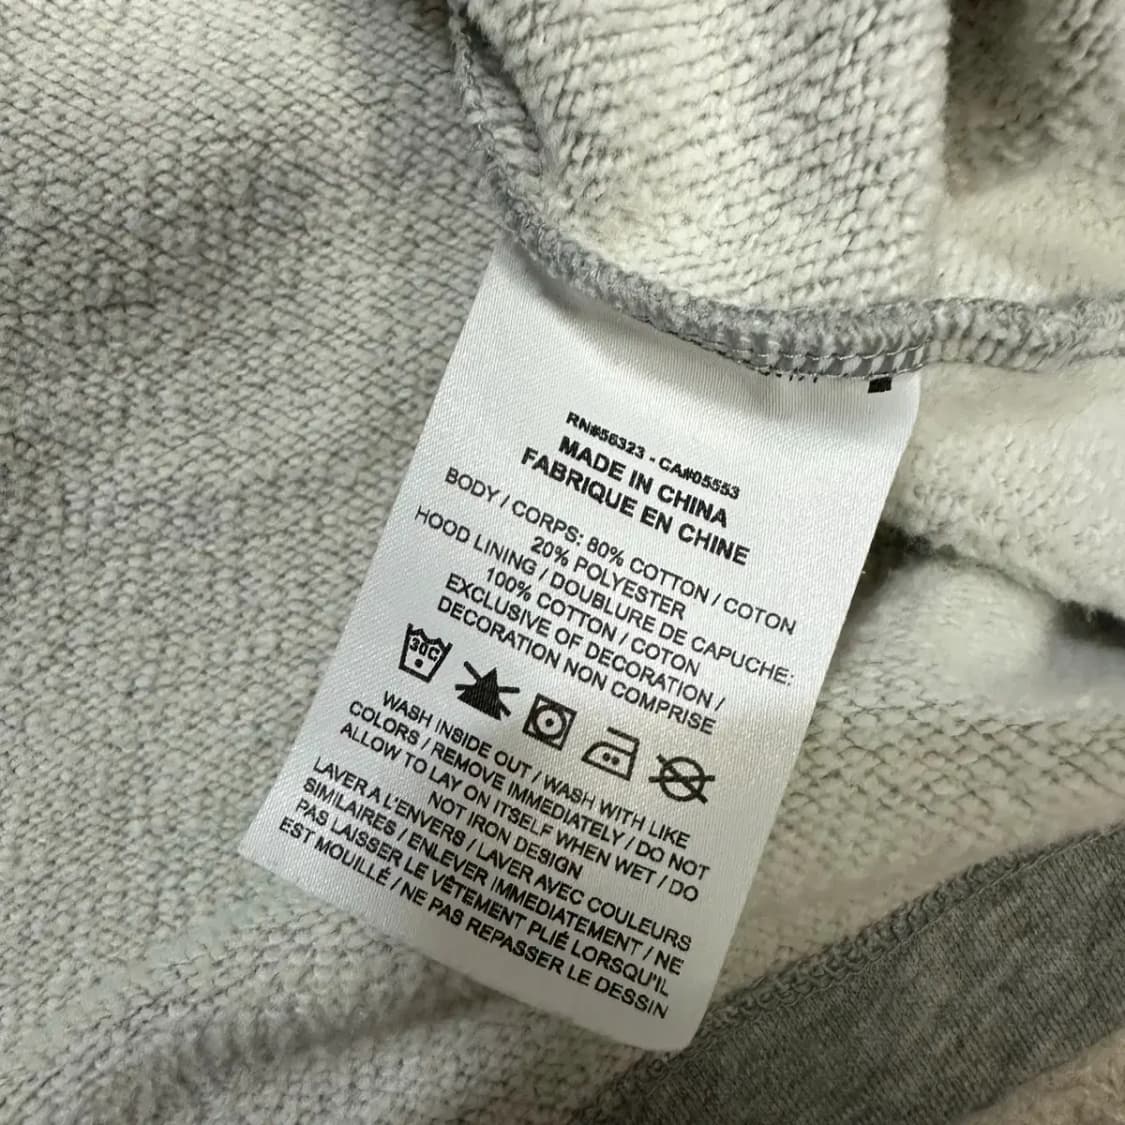 RN#56323 - CA#05553
MADE IN CHINA
FABRIQUE EN CHINE
BODY / CORPS: 80% COTTON / COTON
20% POLYESTER
HOOD LINING / DOUBLURE DE CAPUCHE:
100% COTTON / COTON
EXCLUSIVE OF DECORATION /
DECORATION NON COMPRISE
30C
WASH INSIDE OUT / WASH WITH LIKE
COLORS / REMOVE IMMEDIATELY / DO NOT
ALLOW TO LAY ON ITSELF WHEN WET / DO
NOT IRON DESIGN
LAVER A L'ENVERS / LAVER AVEC COULEURS
SIMILAIRES / ENLEVER IMMEDIATEMENT / NE
PAS LAISSER LE VÊTEMENT PLIÉ LORSQU'IL
EST MOUILLÉ / NE PAS REPASSER LE DESSIN